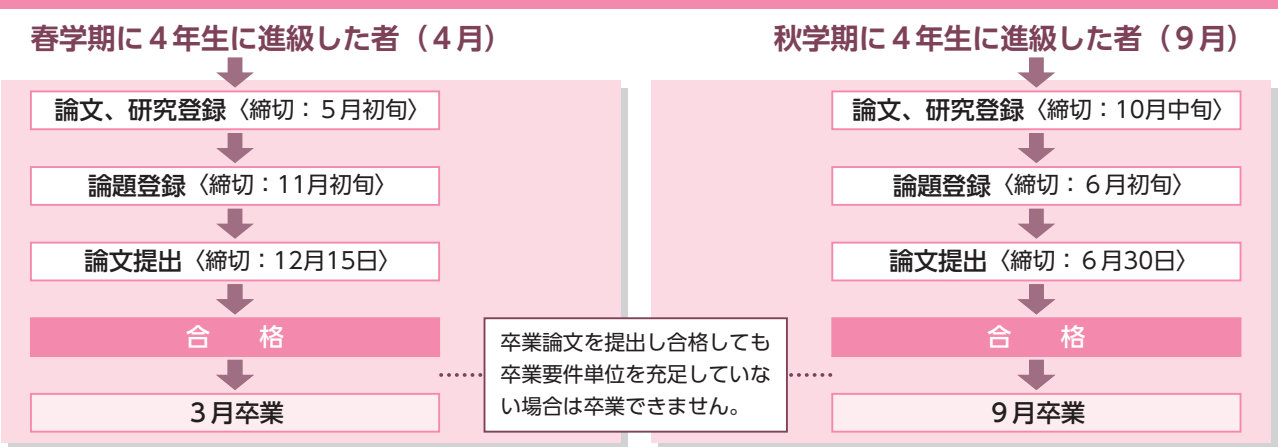 春学期に４年生に進級した者（４月）
論文、研究登録〈締切：５月初旬〉
論題登録〈締切：11月初旬〉
論文提出〈締切：12月15日〉
合　格
３月卒業
秋学期に４年生に進級した者（９月）
論文、研究登録〈締切：10月中旬〉
論題登録〈締切：６月初旬〉
論文提出〈締切：６月30日〉
合　格
９月卒業
卒業論文を提出し合格しても
卒業要件単位を充足していな
い場合は卒業できません。